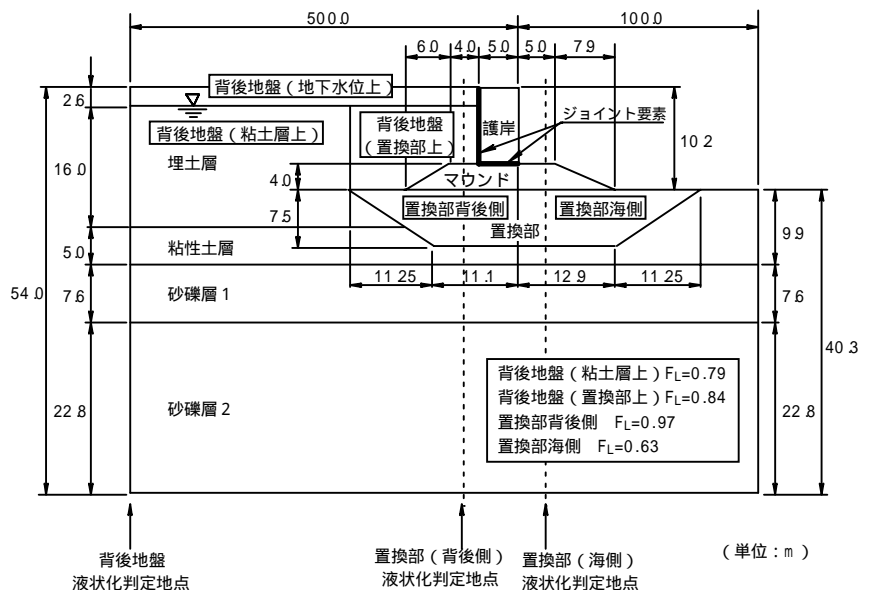 500.0
100.0
6.0
4.0
5.0
5.0
7.9
2.6
背後地盤(地下水位上)
背後地盤(粘土層上)
背後地盤
(置換部上)
護岸
ジョイント要素
10.2
16.0
埋土層
4.0
マウンド
置換部背後側
置換部海側
7.5
置換部
9.9
5.0
粘性土層
11.25
11.1
12.9
11.25
54.0
7.6
砂礫層1
7.6
40.3
22.8
砂礫層2
22.8
背後地盤(粘土層上)FL=0.79
背後地盤(置換部上)FL=0.84
置換部背後側 FL=0.97
置換部海側 FL=0.63
背後地盤
液状化判定地点
置換部(背後側)
液状化判定地点
置換部(海側)
液状化判定地点
(単位:m)